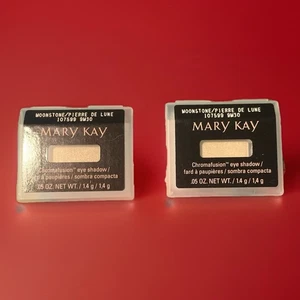 MOONSTONE/PIERRE DE LUNE
107599 9M30
MARY KAY
Chromafusion™ eye shadow/
fard à paupières / sombra compacta
.05 OZ. NET WT. / 1.4 g / 1,4 g
MOONSTONE/PIERRE DE LUNE
107599 9M30
MARY KAY
Chromafusion™ eye shadow/
fard à paupières / sombra compacta
.05 OZ. NET WT. / 1.4 g / 1,4 g